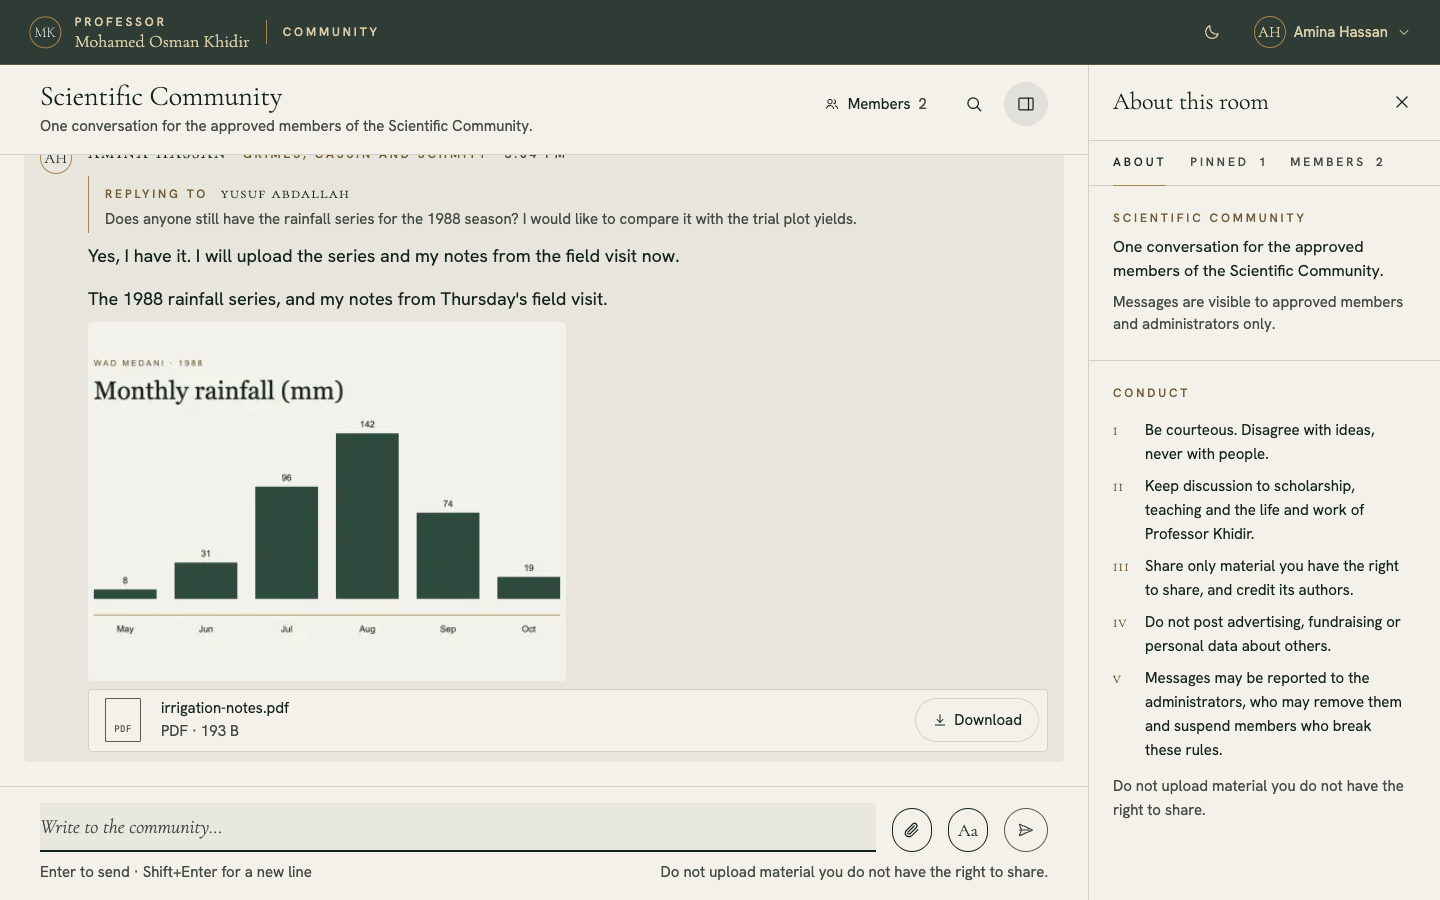 MK
PROFESSOR
Mohamed Osman Khidir
COMMUNITY
AH
Amina Hassan
Scientific Community
One conversation for the approved members of the Scientific Community.
Members 2
AH
AMINA HASSAN GRIMES, CASSIN AND SCHMITT
REPLYING TO YUSUF ABDALLAH
Does anyone still have the rainfall series for the 1988 season? I would like to compare it with the trial plot yields.
Yes, I have it. I will upload the series and my notes from the field visit now.
The 1988 rainfall series, and my notes from Thursday's field visit.
WAD MEDANI · 1988
Monthly rainfall (mm)
142
96
74
31
19
8
May Jun Jul Aug Sep Oct
PDF
irrigation-notes.pdf
PDF · 193 B
Download
Write to the community...
Aa
Enter to send · Shift+Enter for a new line
Do not upload material you do not have the right to share.
About this room
ABOUT PINNED 1 MEMBERS 2
SCIENTIFIC COMMUNITY
One conversation for the approved
members of the Scientific Community.
Messages are visible to approved members
and administrators only.
CONDUCT
I Be courteous. Disagree with ideas,
never with people.
II Keep discussion to scholarship,
teaching and the life and work of
Professor Khidir.
III Share only material you have the right
to share, and credit its authors.
IV Do not post advertising, fundraising or
personal data about others.
V Messages may be reported to the
administrators, who may remove them
and suspend members who break
these rules.
Do not upload material you do not have the
right to share.